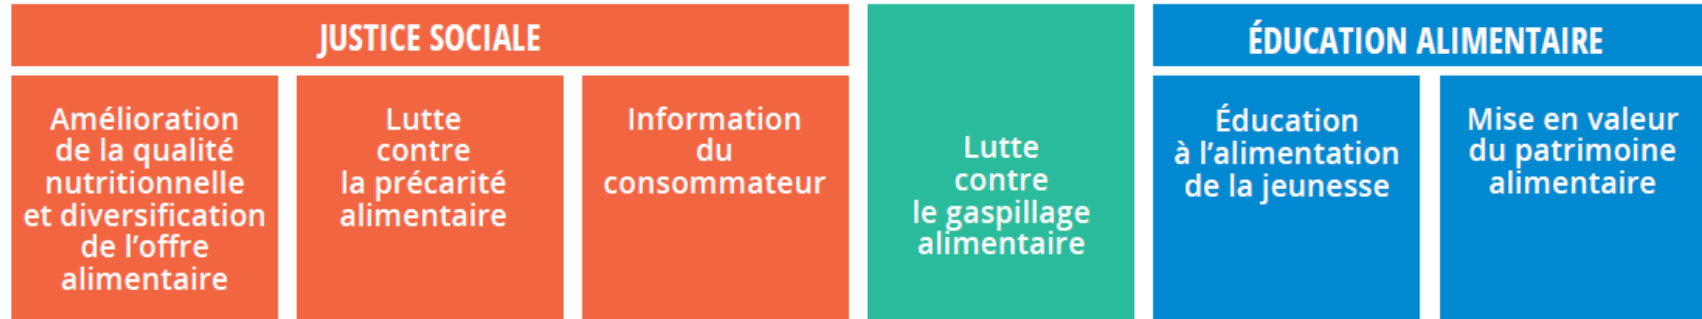 JUSTICE SOCIALE
Amélioration
de la qualité
nutritionnelle
et diversification
de l’offre
alimentaire
Lutte
contre
la précarité
alimentaire
Information
du
consommateur
Lutte
contre
le gaspillage
alimentaire
ÉDUCATION ALIMENTAIRE
Éducation
à l’alimentation
de la jeunesse
Mise en valeur
du patrimoine
alimentaire